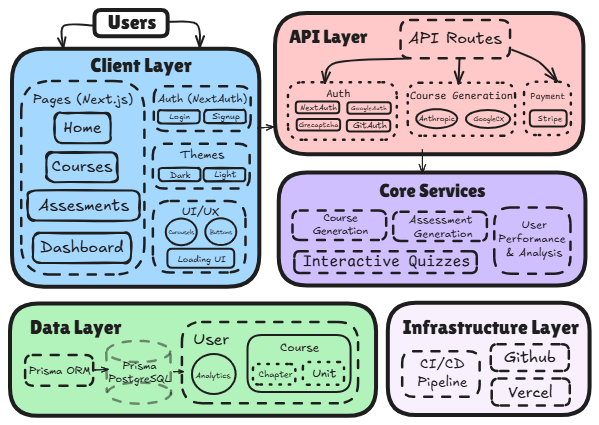 Users
Client Layer
Pages (Next.js)
Home
Courses
Assesments
Dashboard
Auth (NextAuth)
Login
Signup
Themes
Dark
Light
UI/UX
Carousels
Buttons
Loading UI
API Layer
API Routes
Auth
NextAuth
GoogleAuth
Grecaptcha
GitAuth
Course Generation
Anthropic
GoogleCX
Payment
Stripe
Core Services
Course
Generation
Assessment
Generation
User
Performance
& Analysis
Interactive Quizzes
Data Layer
Prisma ORM
Prisma
PostgreSQL
User
Analytics
Course
Chapter
Unit
Infrastructure Layer
CI/CD
Pipeline
Github
Vercel